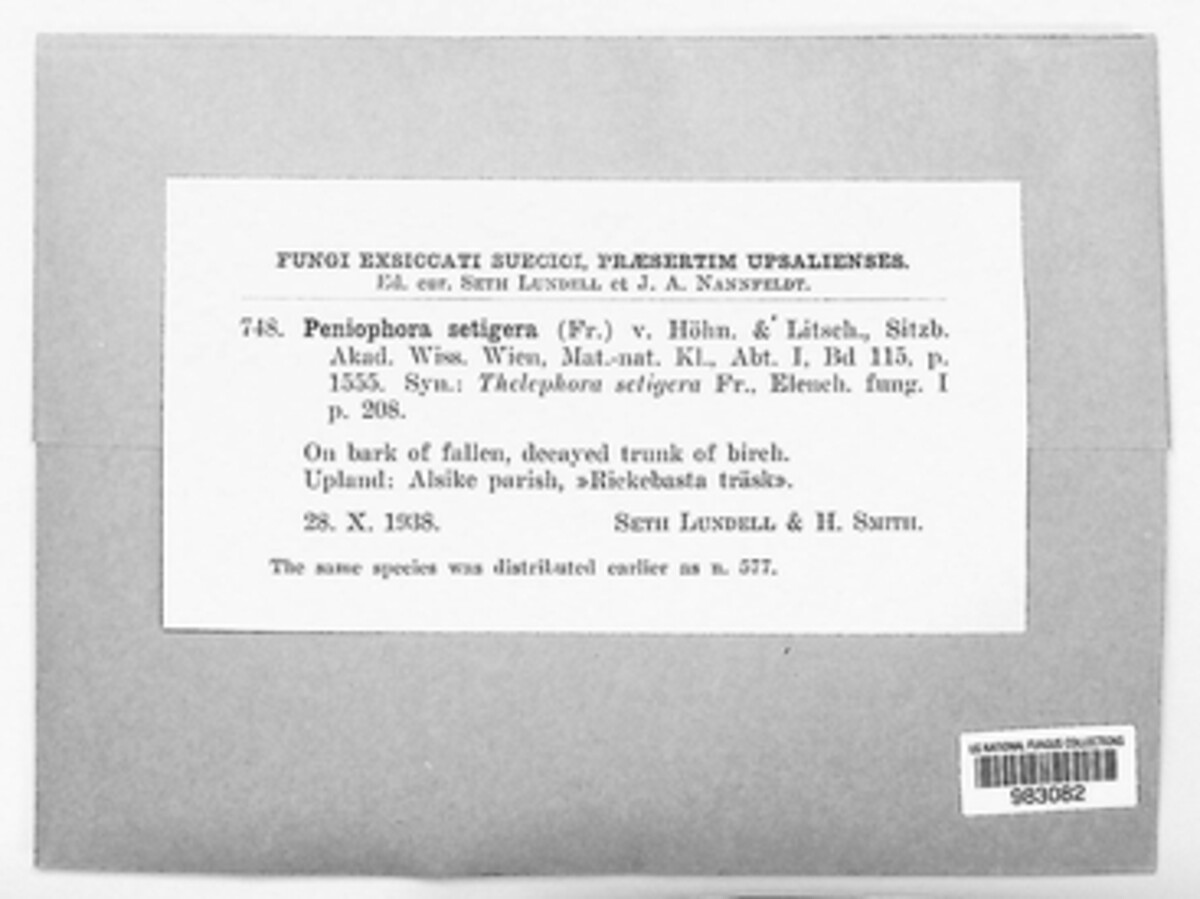 FUNGI EXSICCATI SUECICI, PRÆSERTIM UPSALIENSES.
Ed. cur. SETH LUNDELL et J. A. NANNFELDT.
748. Peniophora setigera (Fr.) v. Höhn. & Litsch., Sitzb.
Akad. Wiss. Wien, Mat.-nat. Kl., Abt. I, Bd 115, p.
1555. Syn.: Thelephora setigera Fr., Elench. fung. I
p. 208.
On bark of fallen, decayed trunk of birch.
Upland: Alsike parish, »Rickebasta träsk».
28. X. 1938. SETH LUNDELL & H. SMITH.
The same species was distributed earlier as n. 577.
US NATIONAL FUNGUS COLLECTIONS
983082